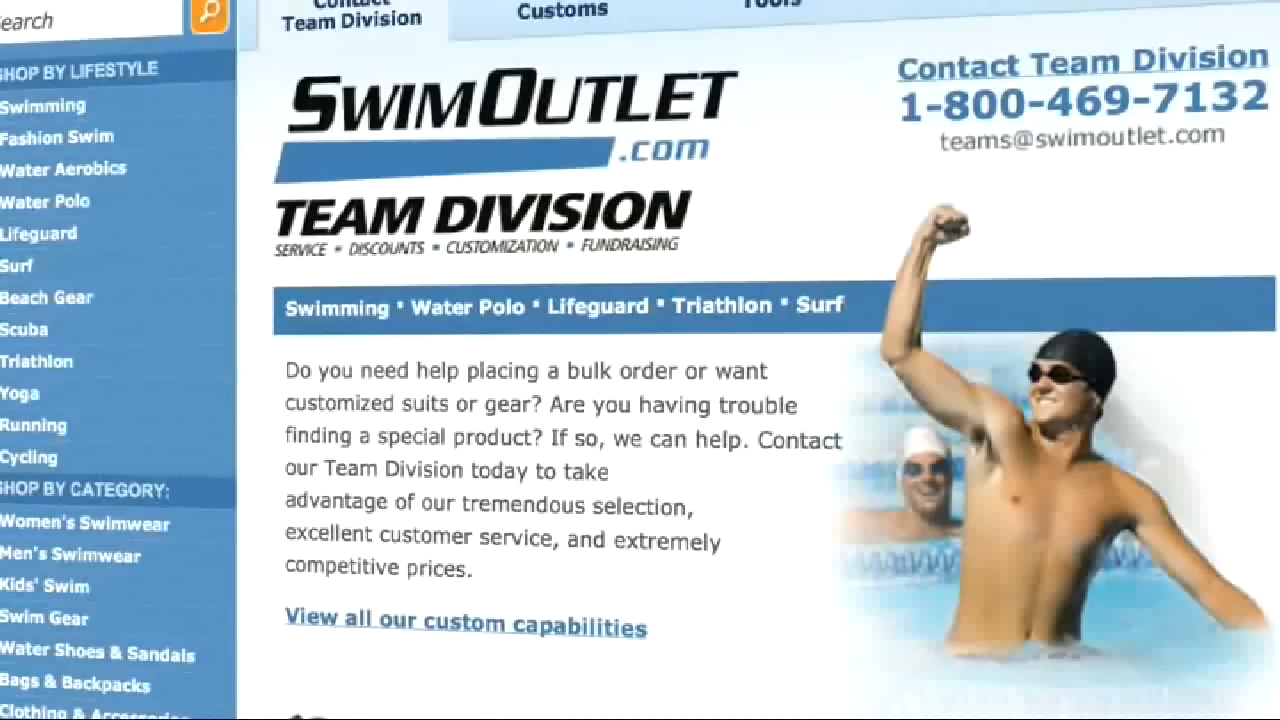 Search
Contact
Team Division
Customs
Tools
SHOP BY LIFESTYLE
Swimming
Fashion Swim
Water Aerobics
Water Polo
Lifeguard
Surf
Beach Gear
Scuba
Triathlon
Yoga
Running
Cycling
SHOP BY CATEGORY:
Women's Swimwear
Men's Swimwear
Kids' Swim
Swim Gear
Water Shoes & Sandals
Bags & Backpacks
Clothing & Accessories
SWIMOUTLET
.com
TEAM DIVISION
SERVICE • DISCOUNTS • CUSTOMIZATION • FUNDRAISING
Contact Team Division
1-800-469-7132
teams@swimoutlet.com
Swimming * Water Polo * Lifeguard * Triathlon * Surf
Do you need help placing a bulk order or want
customized suits or gear? Are you having trouble
finding a special product? If so, we can help. Contact
our Team Division today to take
advantage of our tremendous selection,
excellent customer service, and extremely
competitive prices.
View all our custom capabilities